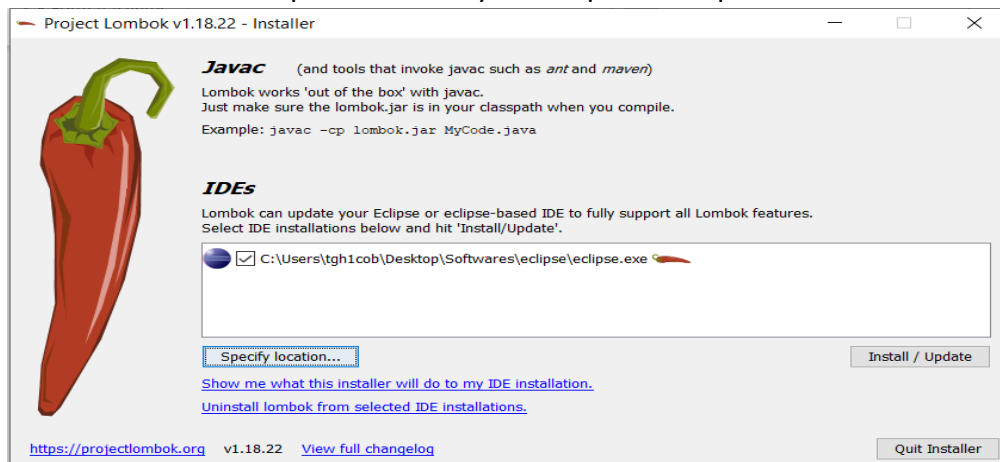 Project Lombok v1.18.22 - Installer
Javac (and tools that invoke javac such as ant and maven)
Lombok works 'out of the box' with javac.
Just make sure the lombok.jar is in your classpath when you compile.
Example: javac -cp lombok.jar MyCode.java
IDEs
Lombok can update your Eclipse or eclipse-based IDE to fully support all Lombok features.
Select IDE installations below and hit 'Install/Update'.
C:\Users\tgh1cob\Desktop\Softwares\eclipse\eclipse.exe
Specify location... Install / Update
Show me what this installer will do to my IDE installation.
Uninstall lombok from selected IDE installations.
https://projectlombok.org v1.18.22 View full changelog Quit Installer